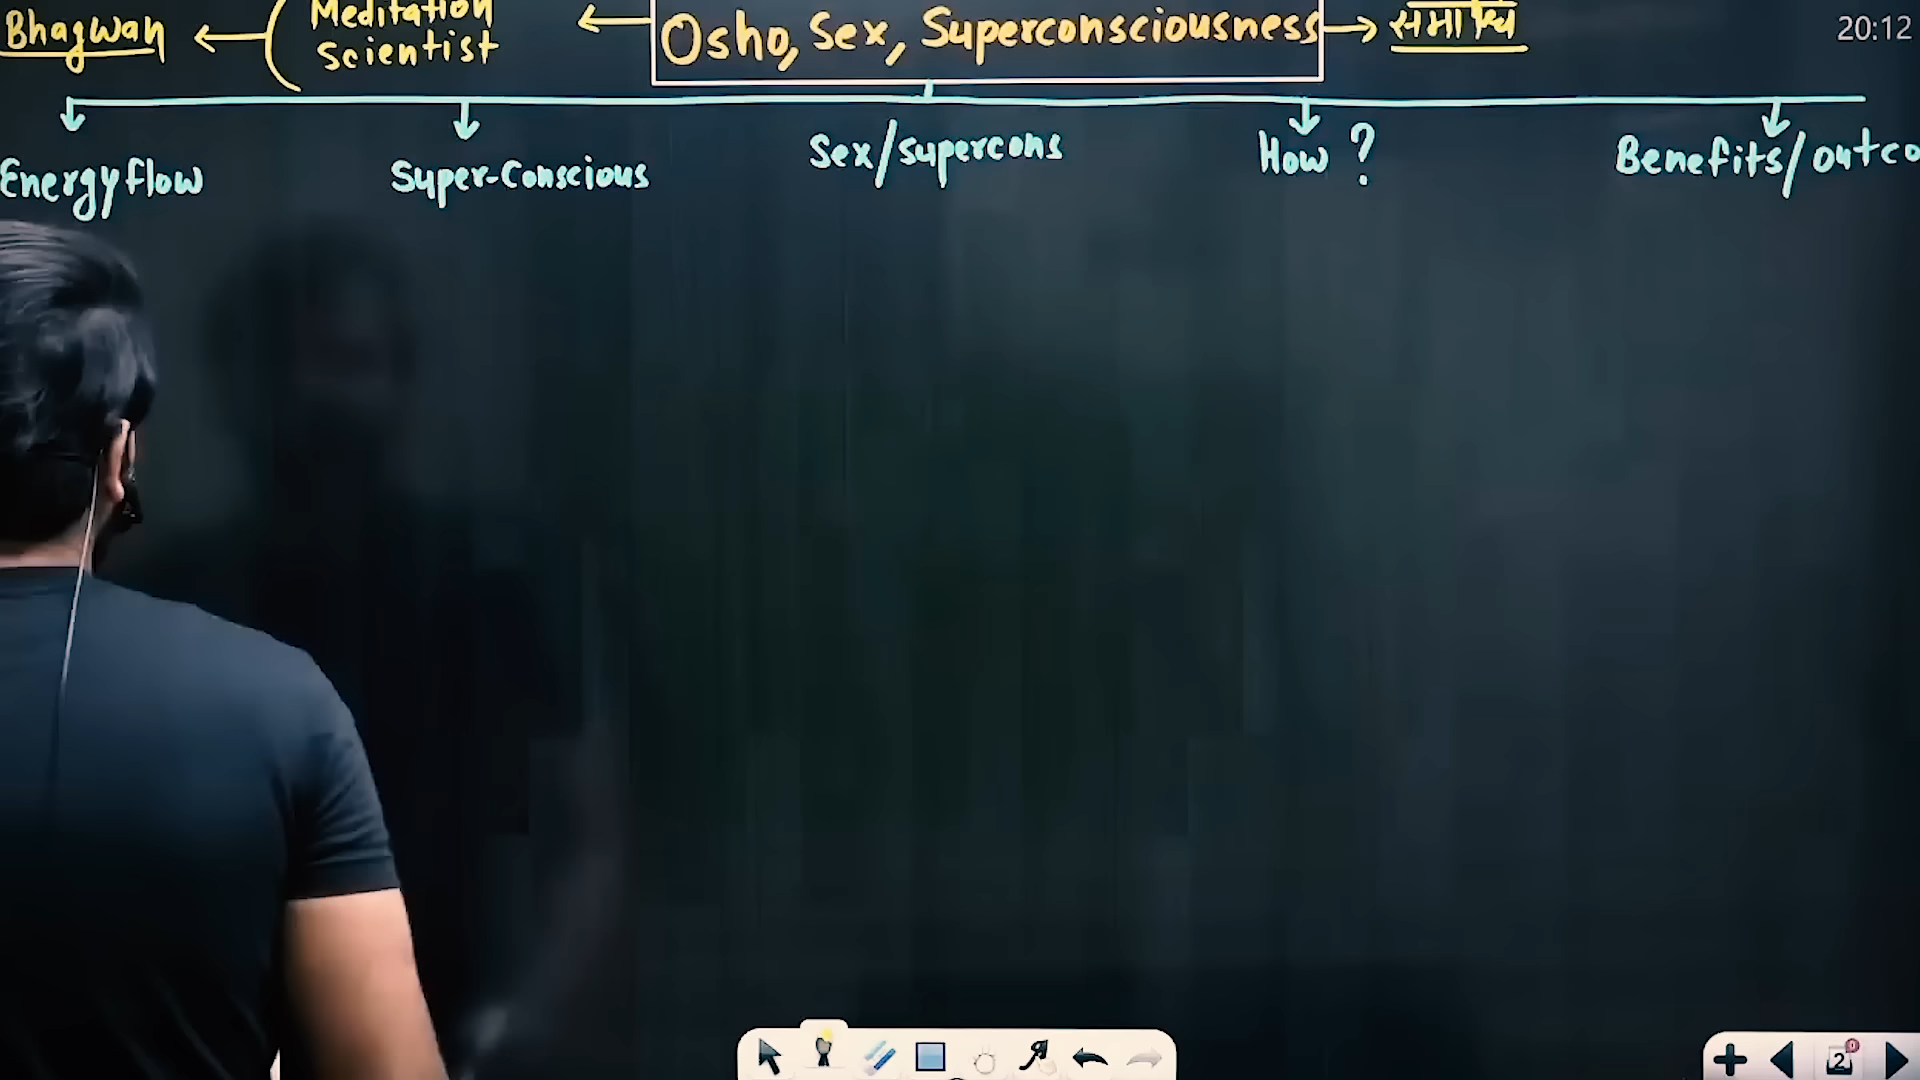 Bhagwan
Meditation
Scientist
Osho, Sex, Superconsciousness
समाधि
20:12
Energy flow
Super-Conscious
Sex/supercons
How ?
Benefits/outco
2